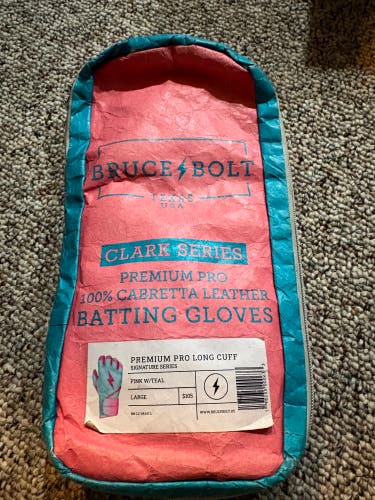 BRUCE BOLT
TEXAS
USA
CLARK SERIES
PREMIUM PRO
100% CABRETTA LEATHER
BATTING GLOVES
PREMIUM PRO LONG CUFF
SIGNATURE SERIES
PINK W/TEAL
LARGE $105
WWW.BRUCEBOLT.US